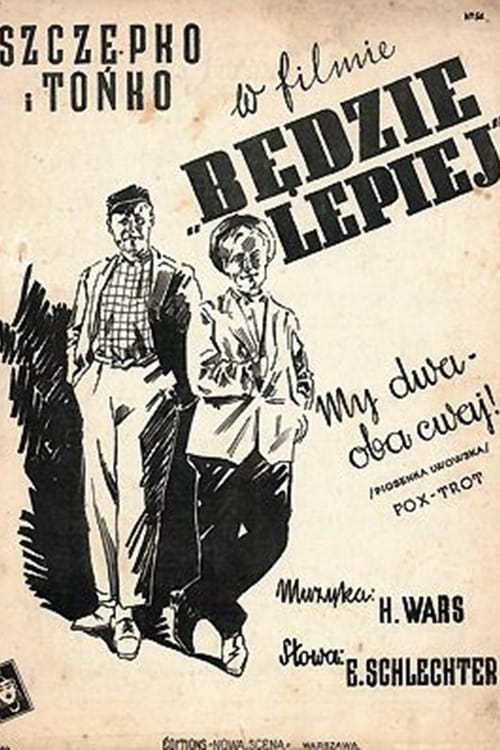 SZCZEPKO
i TOŃKO
w filmie
"BĘDZIE
LEPIEJ"
My dwa-
oba cwaj!
/PIOSENKA LWOWSKA/
FOX-TROT
Muzyka: H. WARS
Słowa: E. SCHLECHTER
ÉDITIONS "NOWA SCENA" WARSZAWA